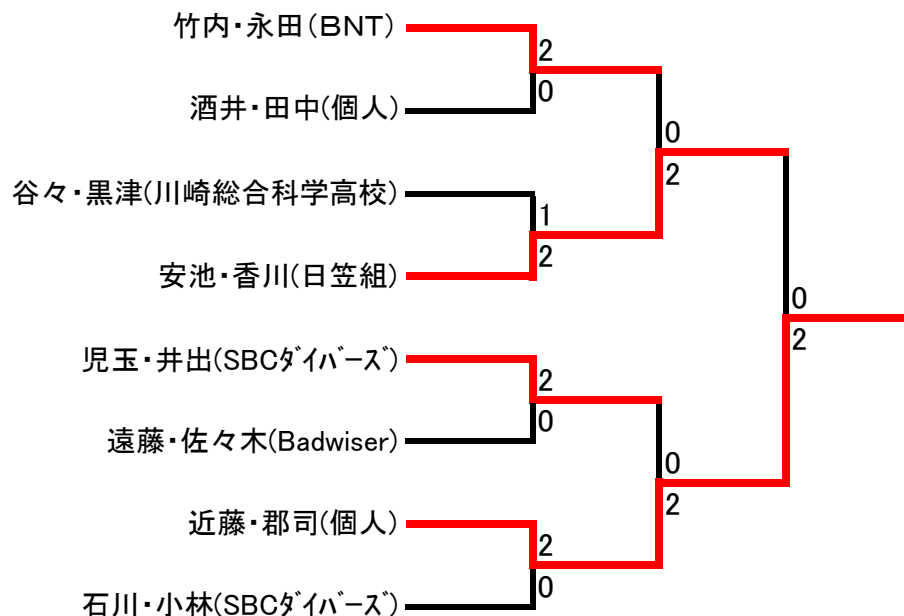 竹内・永田(BNT)
2
0
酒井・田中(個人)
0
2
谷々・黒津(川崎総合科学高校)
1
2
安池・香川(日笠組)
0
2
児玉・井出(SBCﾀﾞｲﾊﾞｰｽﾞ)
2
0
遠藤・佐々木(Badwiser)
0
2
近藤・郡司(個人)
2
0
石川・小林(SBCﾀﾞｲﾊﾞｰｽﾞ)